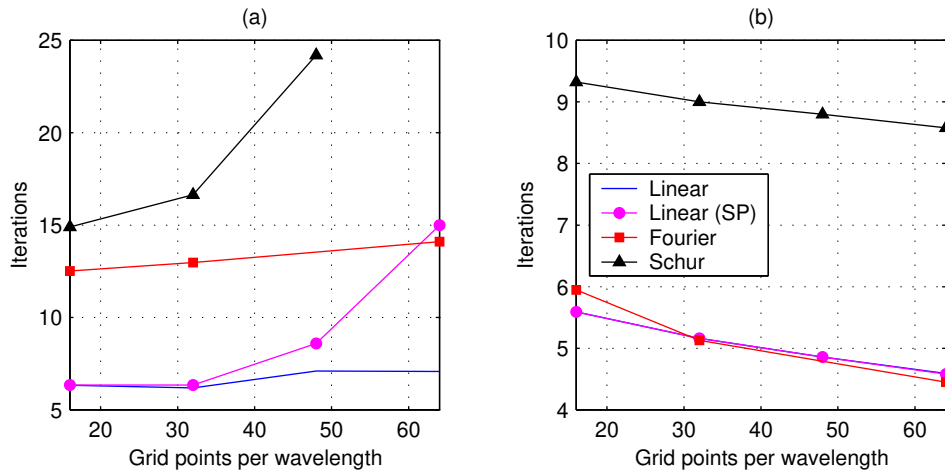 (a)
25
20
15
10
5
Iterations
20 30 40 50 60
Grid points per wavelength
(b)
10
9
8
7
6
5
4
Iterations
Linear
Linear (SP)
Fourier
Schur
20 30 40 50 60
Grid points per wavelength